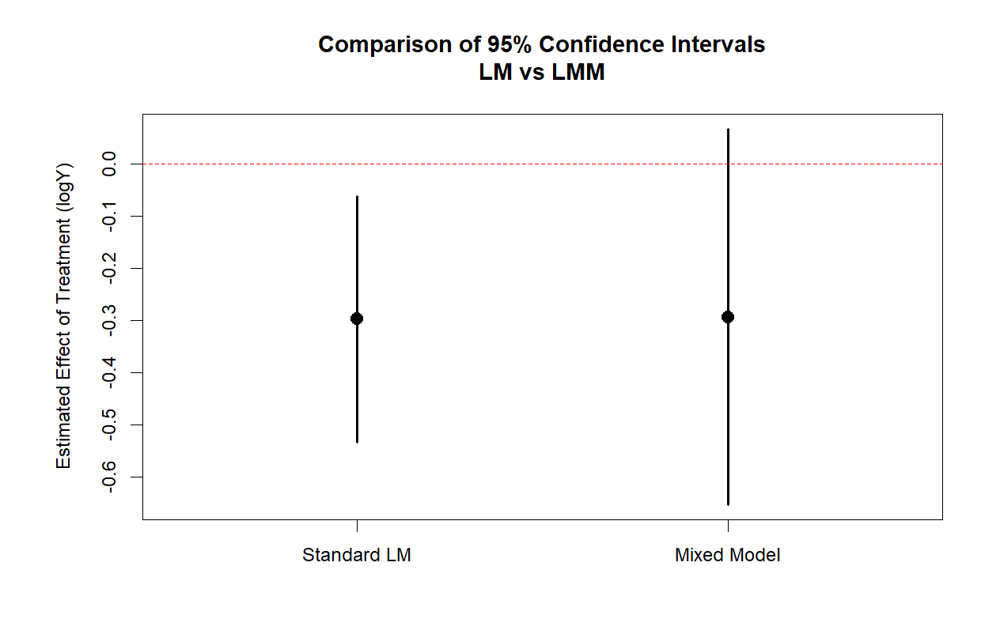 Comparison of 95% Confidence Intervals
LM vs LMM
Estimated Effect of Treatment (logY)
0.0
-0.1
-0.2
-0.3
-0.4
-0.5
-0.6
Standard LM
Mixed Model